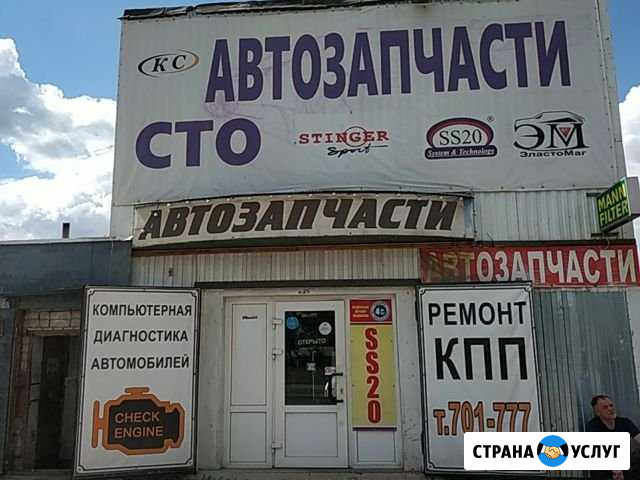 КС
АВТОЗАПЧАСТИ
СТО
STINGER
Sport
SS20
System & Technology
ЭМ
ЭластоМаг
АВТОЗАПЧАСТИ
MANN
FILTER
АВТОЗАПЧАСТИ
КОМПЬЮТЕРНАЯ
ДИАГНОСТИКА
АВТОМОБИЛЕЙ
CHECK
ENGINE
ОТКРЫТО
SS20
РЕМОНТ
КПП
т.701-777
СТРАНА УСЛУГ